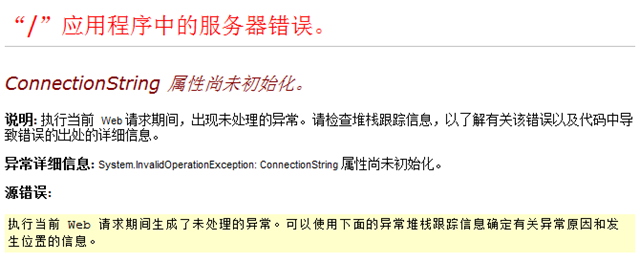 “/”应用程序中的服务器错误。
ConnectionString 属性尚未初始化。
说明: 执行当前 Web 请求期间，出现未处理的异常。请检查堆栈跟踪信息，以了解有关该错误以及代码中导
致错误的出处的详细信息。
异常详细信息: System.InvalidOperationException: ConnectionString 属性尚未初始化。
源错误:
执行当前 Web 请求期间生成了未处理的异常。可以使用下面的异常堆栈跟踪信息确定有关异常原因和发
生位置的信息。